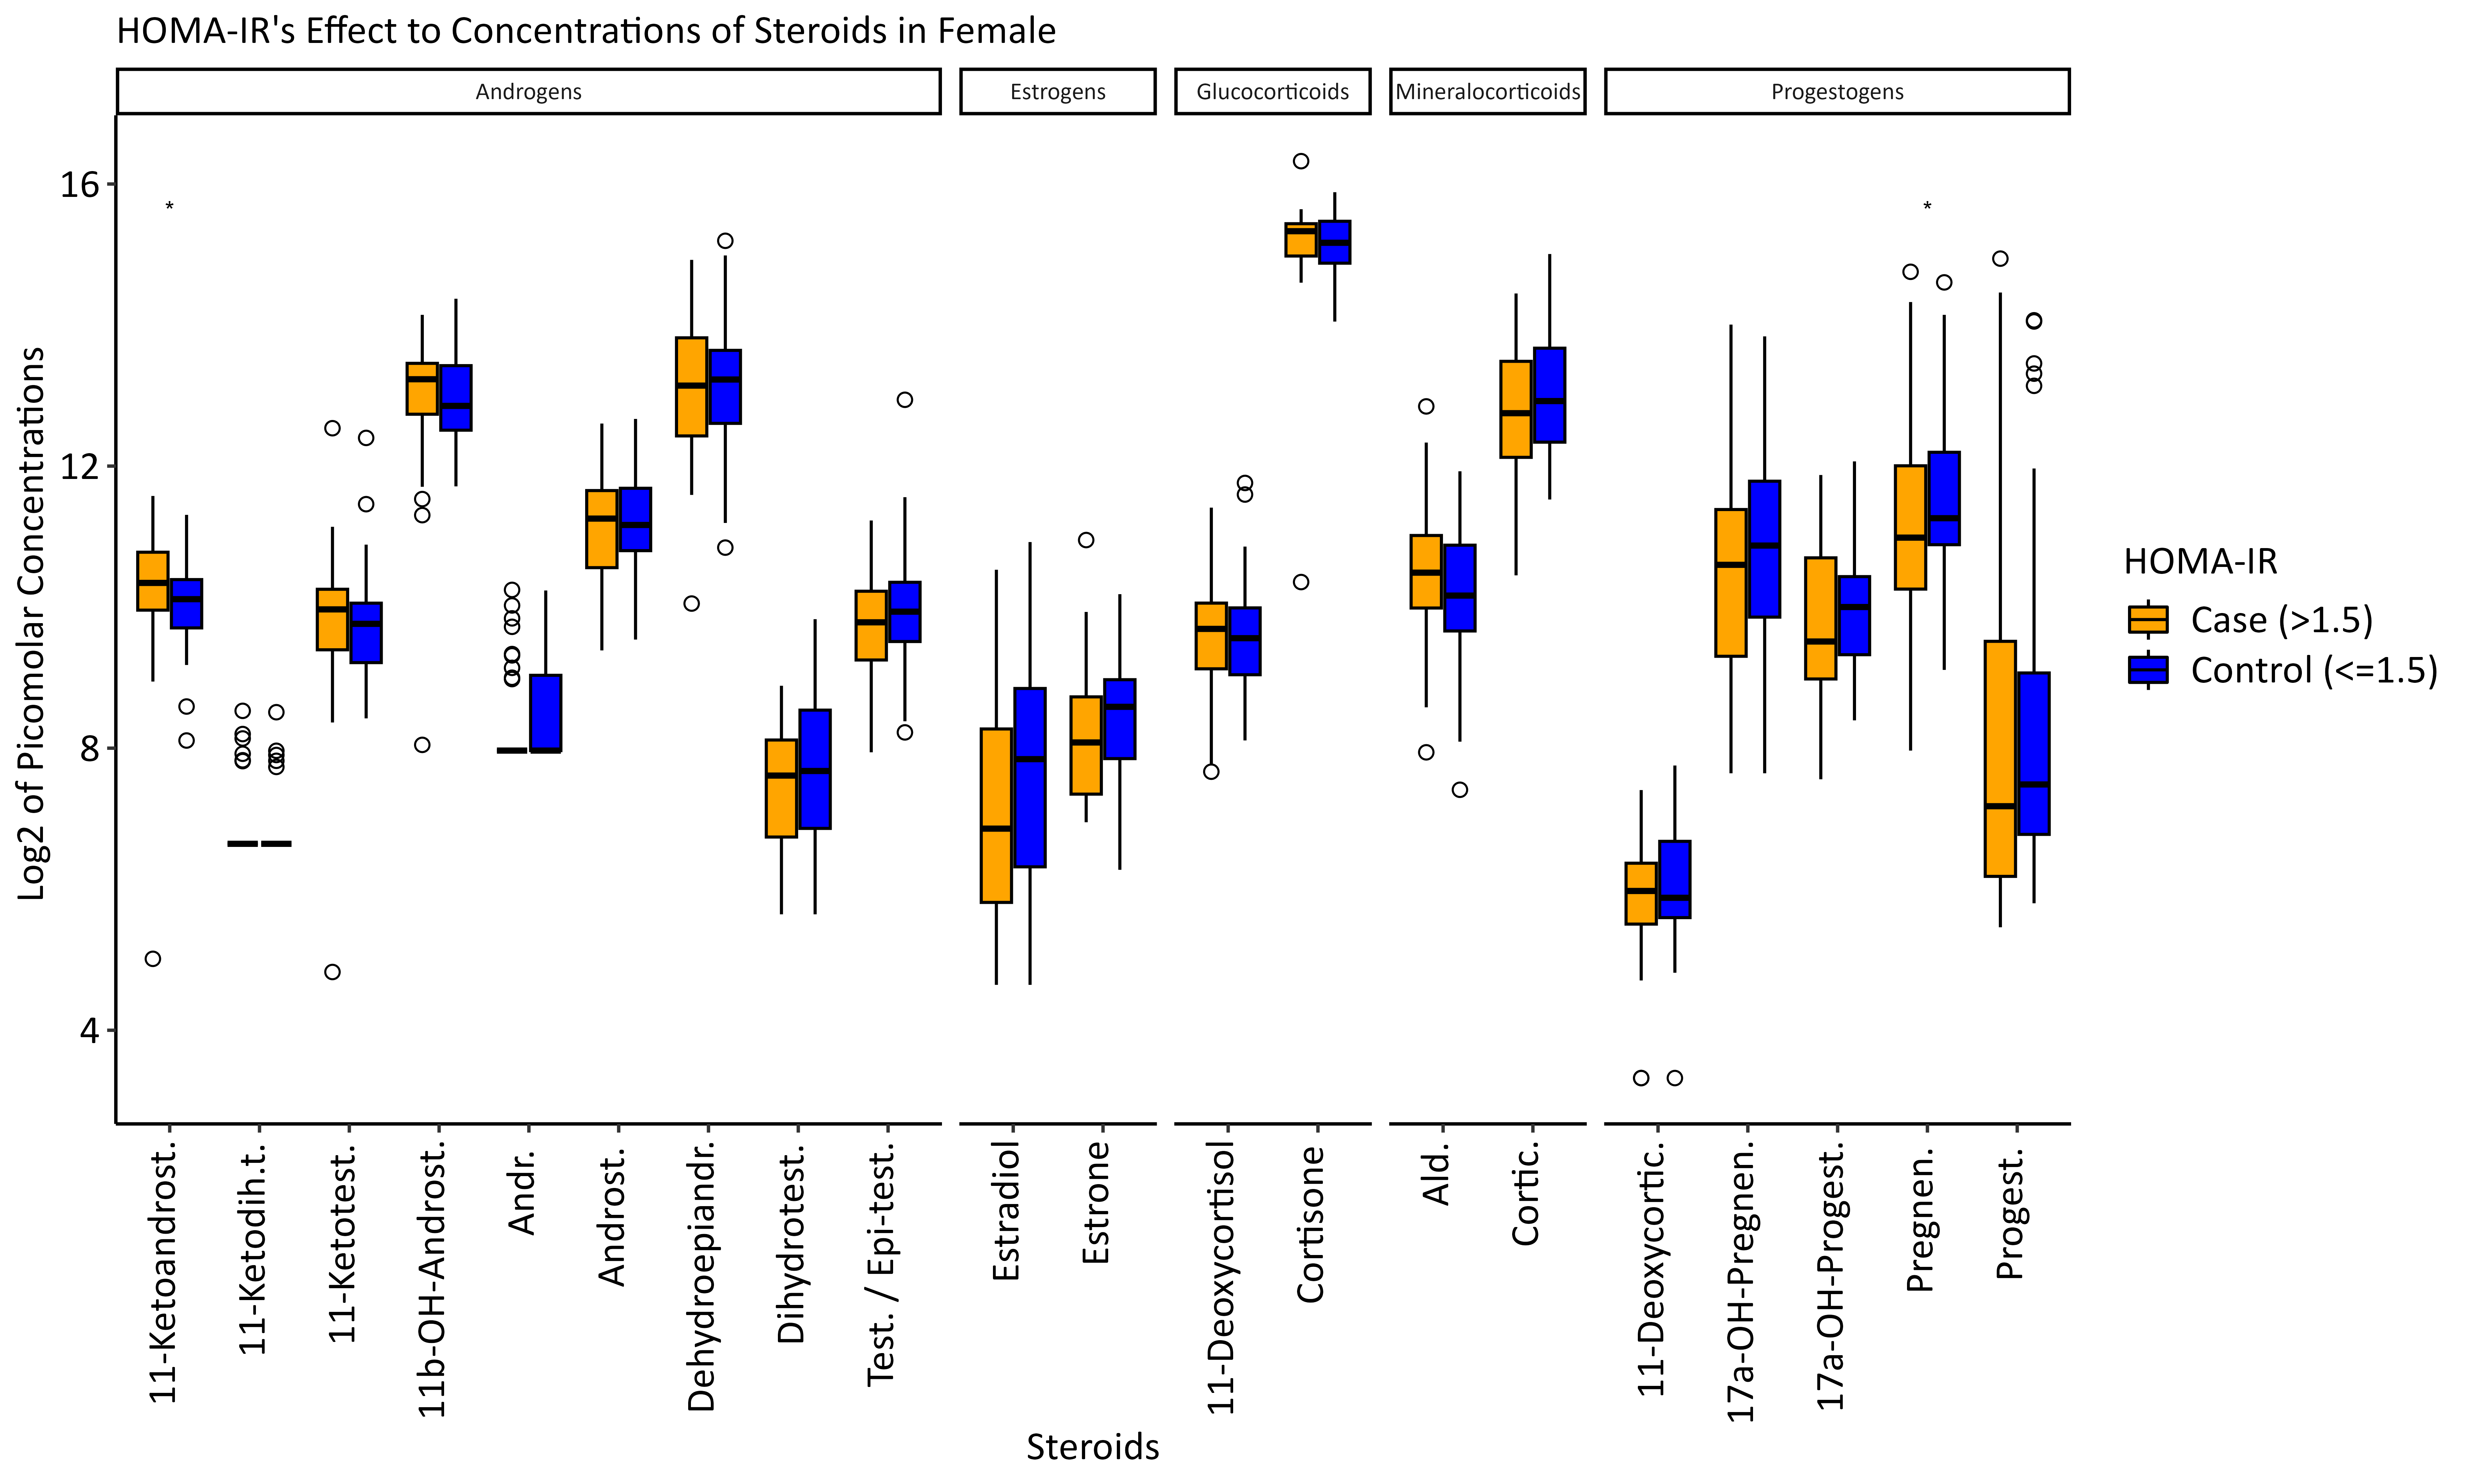 HOMA-IR's Effect to Concentrations of Steroids in Female
Androgens
Estrogens
Glucocorticoids
Mineralocorticoids
Progestogens
Log2 of Picomolar Concentrations
16
12
8
4
*
*
11-Ketoandrost.
11-Ketodih.t.
11-Ketotest.
11b-OH-Androst.
Andr.
Androst.
Dehydroepiandr.
Dihydrotest.
Test. / Epi-test.
Estradiol
Estrone
11-Deoxycortisol
Cortisone
Ald.
Cortic.
11-Deoxycortic.
17a-OH-Pregnen.
17a-OH-Progest.
Pregnen.
Progest.
Steroids
HOMA-IR
Case (>1.5)
Control (<=1.5)